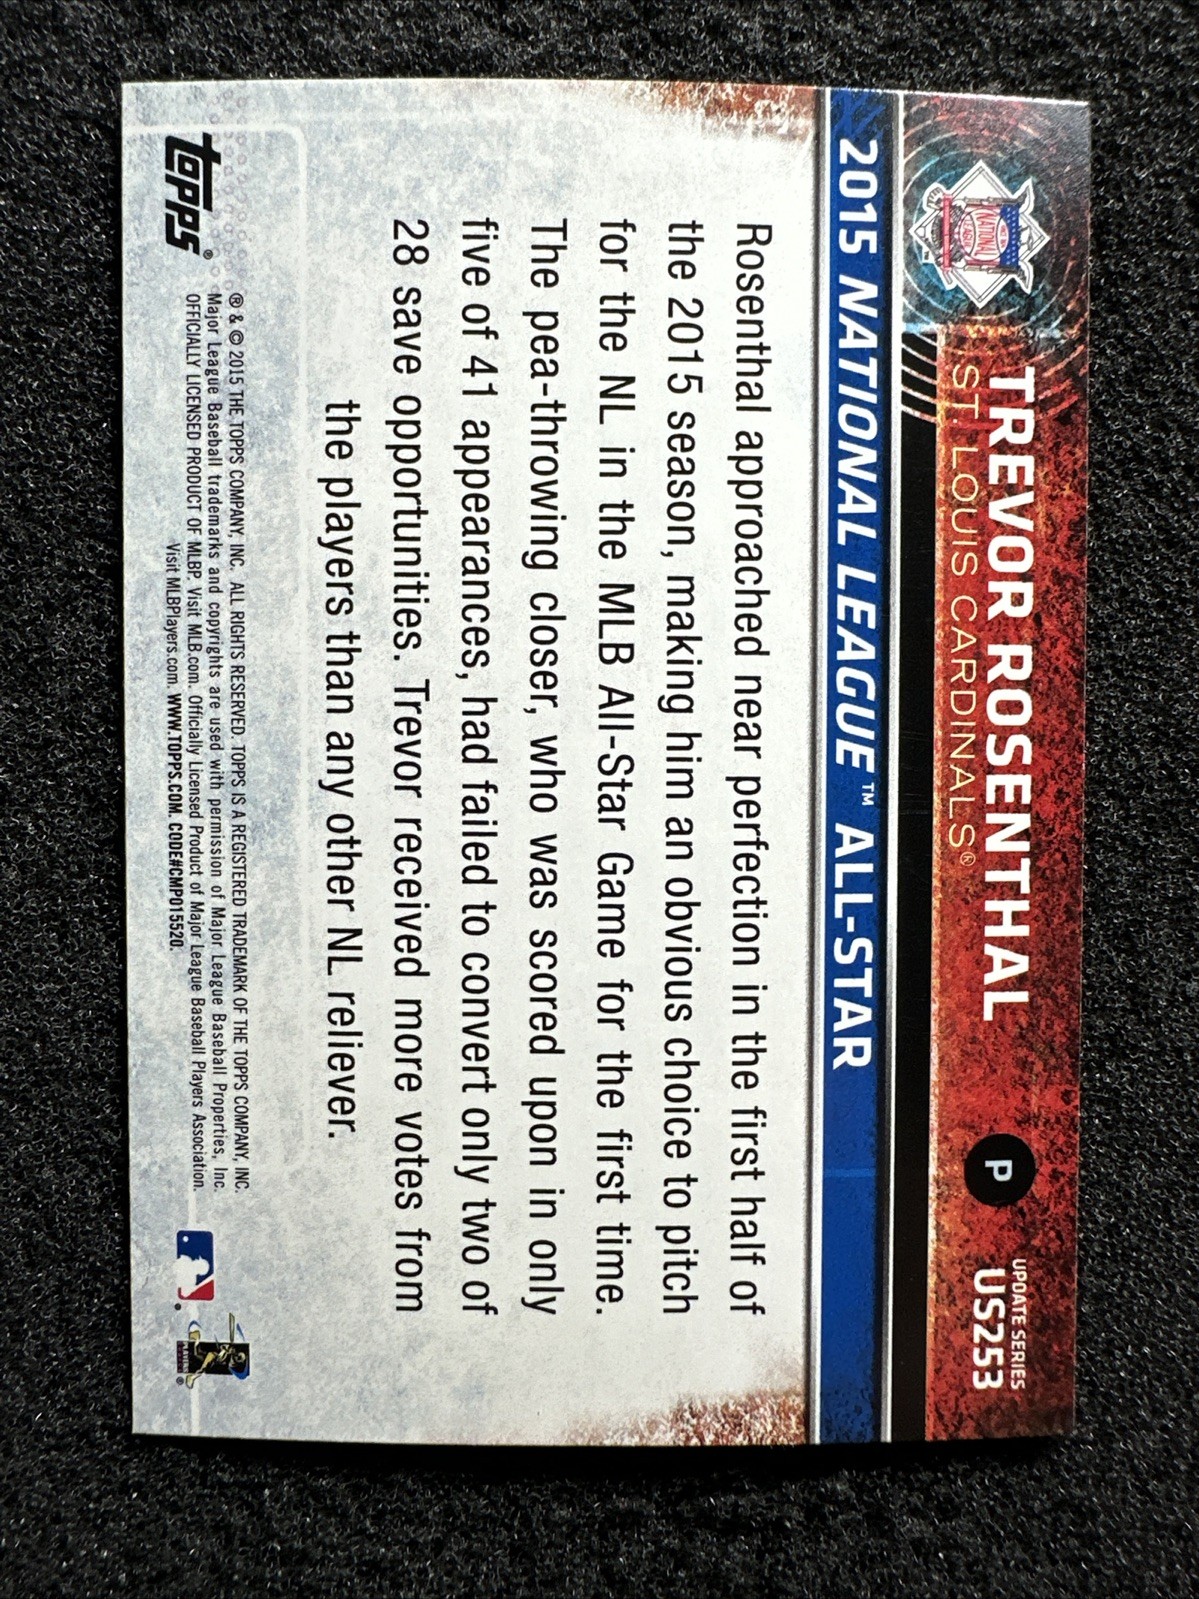 TREVOR ROSENTHAL
ST. LOUIS CARDINALS®
P
UPDATE SERIES
US253
NATIONAL
LEAGUE
2015 NATIONAL LEAGUE™ ALL-STAR
Rosenthal approached near perfection in the first half of
the 2015 season, making him an obvious choice to pitch
for the NL in the MLB All-Star Game for the first time.
The pea-throwing closer, who was scored upon in only
five of 41 appearances, had failed to convert only two of
28 save opportunities. Trevor received more votes from
the players than any other NL reliever.
topps®
® & © 2015 THE TOPPS COMPANY, INC. ALL RIGHTS RESERVED. TOPPS IS A REGISTERED TRADEMARK OF THE TOPPS COMPANY, INC.
Major League Baseball trademarks and copyrights are used with permission of Major League Baseball Properties, Inc.
OFFICIALLY LICENSED PRODUCT OF MLBP. Visit MLB.com. Officially Licensed Product of Major League Baseball Players Association.
Visit MLBPlayers.com. WWW.TOPPS.COM. CODE#CMP015520.